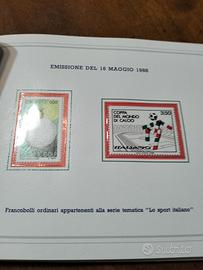 EMISSIONE DEL 16 MAGGIO 1988
COPPA
DEL MONDO
DI CALCIO
ITALIA 90
Francobolli ordinari appartenenti alla serie tematica "Lo sport italiano"
Subito